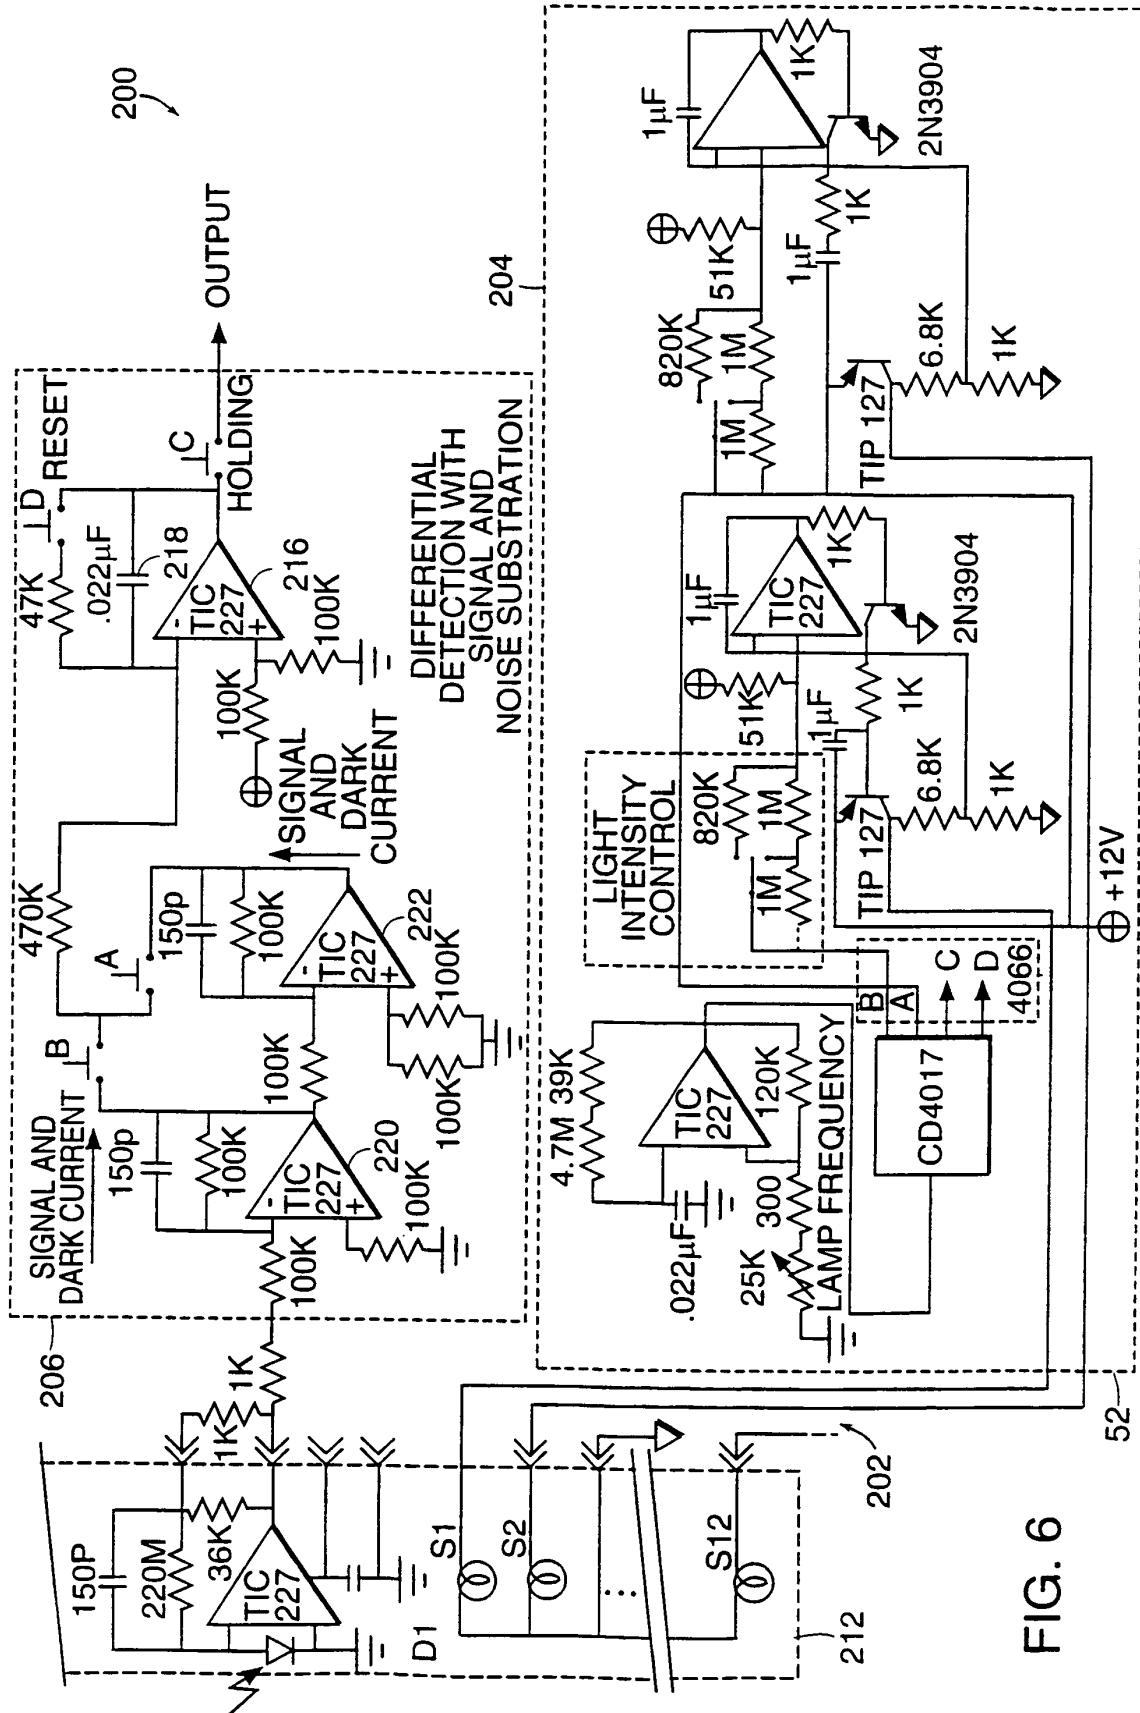 200
206
SIGNAL AND
DARK CURRENT
B
A
470K
47K
D
RESET
.022µF
218
C
HOLDING
OUTPUT
150p
100K
-
TIC
227
+
220
100K
100K
100K
150p
100K
-
TIC
227
+
222
100K
100K
SIGNAL
AND
DARK
CURRENT
-
TIC
227
+
216
100K
100K
DIFFERENTIAL
DETECTION WITH
SIGNAL AND
NOISE SUBSTRATION
150P
220M
36K
TIC
227
D1
1K
1K
S1
S2
S12
212
202
204
4.7M
39K
TIC
227
.022µF
300
120K
25K
LAMP FREQUENCY
CD4017
B
A
C
D
4066
LIGHT
INTENSITY
CONTROL
820K
1M
1M
51K
1µF
TIC
227
1K
2N3904
1µF
1K
TIP 127
6.8K
1K
820K
1M
1M
51K
1µF
1K
2N3904
1µF
1K
TIP 127
6.8K
1K
+12V
52
FIG. 6